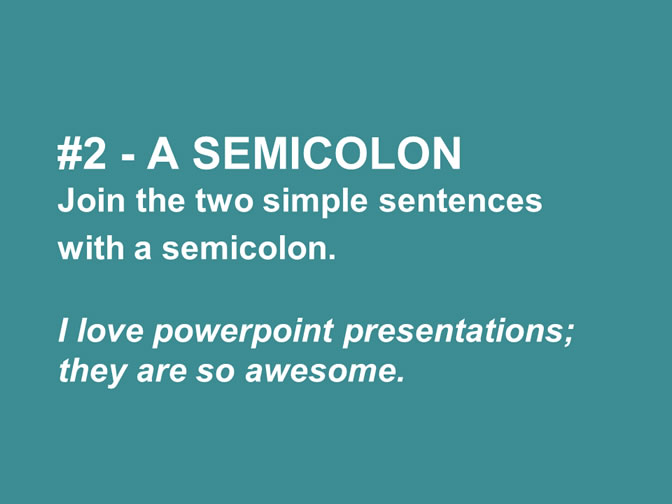 #2 - A SEMICOLON
Join the two simple sentences
with a semicolon.
I love powerpoint presentations;
they are so awesome.